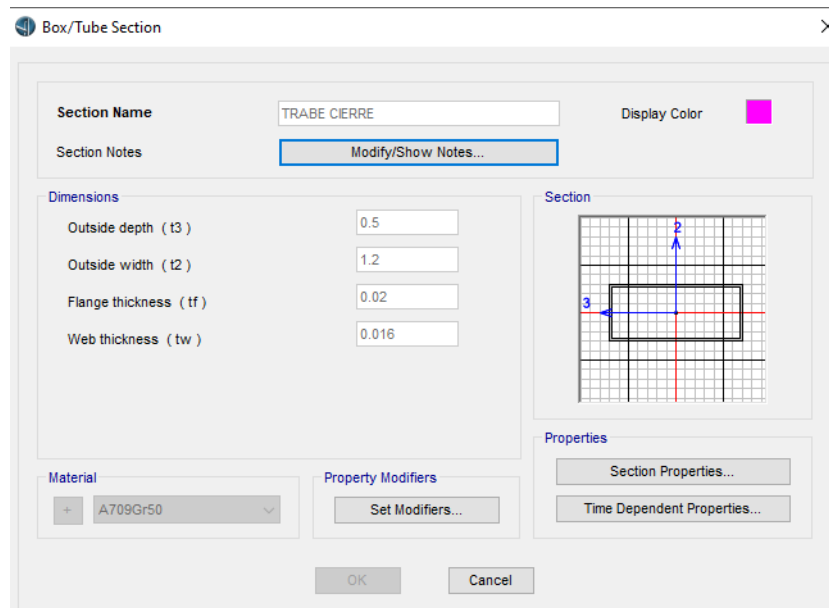 Box/Tube Section
Section Name TRABE CIERRE Display Color
Section Notes Modify/Show Notes...
Dimensions
Outside depth ( t3 ) 0.5
Outside width ( t2 ) 1.2
Flange thickness ( tf ) 0.02
Web thickness ( tw ) 0.016
Section
2
3
Material
+ A709Gr50
Property Modifiers
Set Modifiers...
Properties
Section Properties...
Time Dependent Properties...
OK Cancel